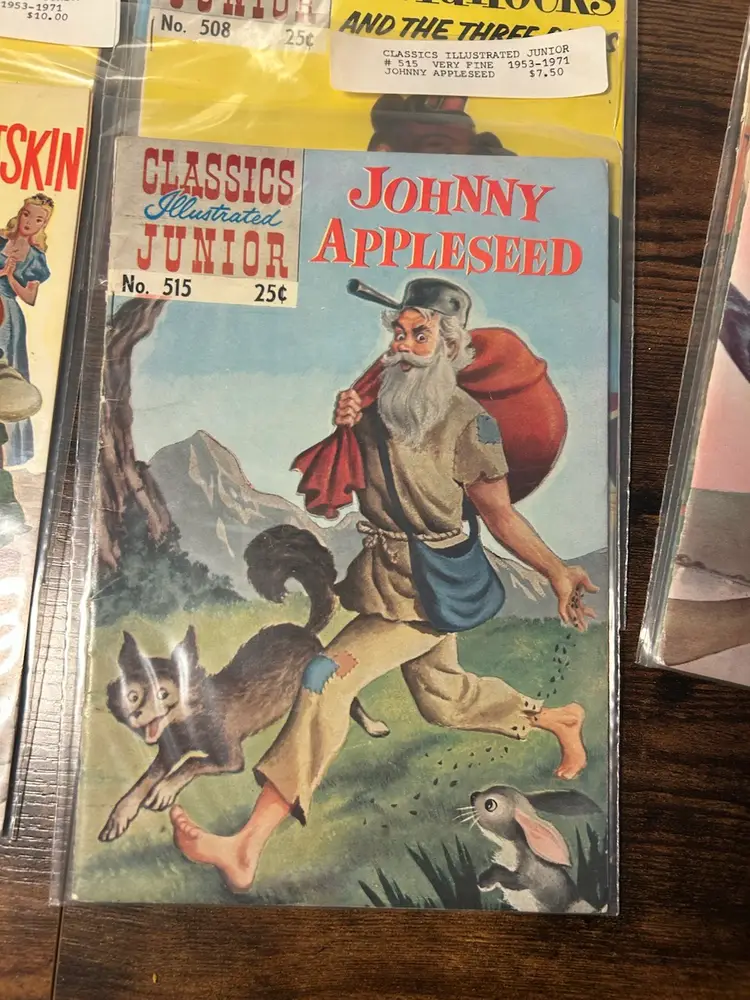 1953-1971
$10.00
JUNIOR
No. 508
25¢
AND THE THREE
CLASSICS ILLUSTRATED JUNIOR
# 515 VERY FINE 1953-1971
JOHNNY APPLESEED $7.50
SKIN
CLASSICS
Illustrated
JUNIOR
No. 515
25¢
JOHNNY
APPLESEED